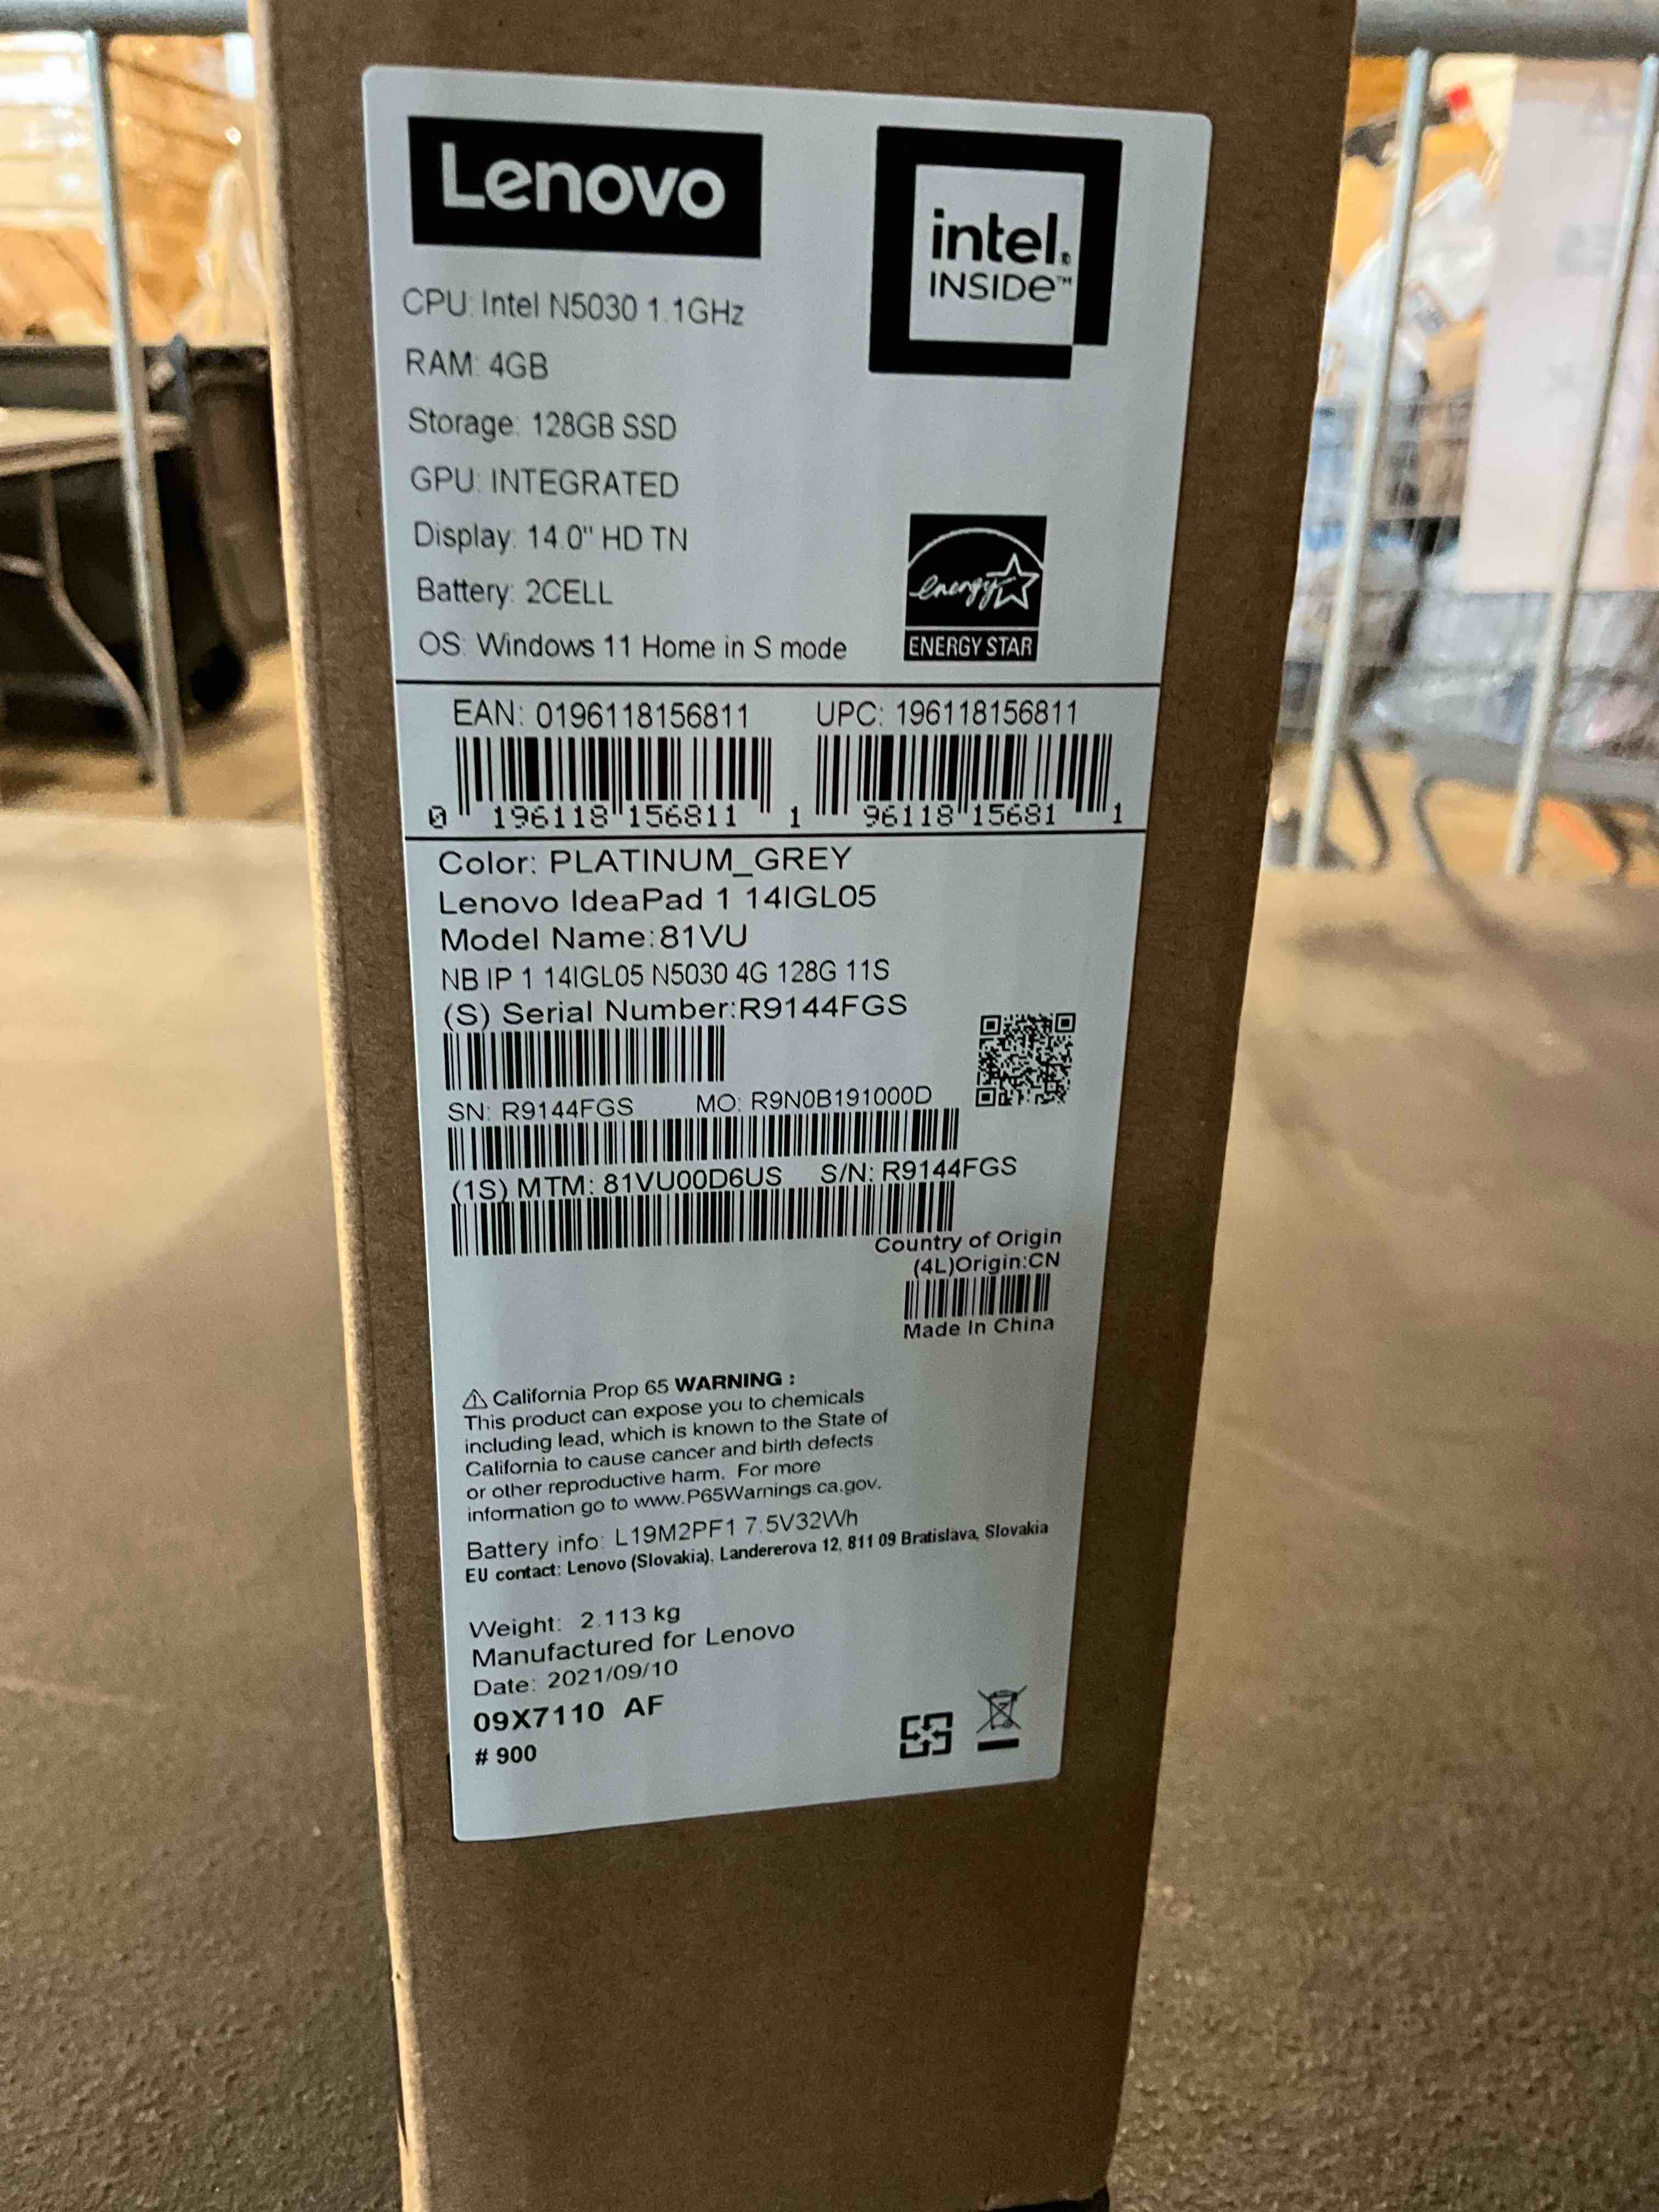 Lenovo
intel.
INSIDE™
CPU: Intel N5030 1.1GHz
RAM: 4GB
Storage: 128GB SSD
GPU: INTEGRATED
Display: 14.0" HD TN
Battery: 2CELL
OS: Windows 11 Home in S mode
energy
ENERGY STAR
EAN: 0196118156811 UPC: 196118156811
0 196118 156811 1 96118 15681 1
Color: PLATINUM_GREY
Lenovo IdeaPad 1 14IGL05
Model Name:81VU
NB IP 1 14IGL05 N5030 4G 128G 11S
(S) Serial Number:R9144FGS
SN: R9144FGS MO: R9N0B191000D
(1S) MTM: 81VU00D6US S/N: R9144FGS
Country of Origin
(4L)Origin:CN
Made In China
⚠ California Prop 65 WARNING :
This product can expose you to chemicals
including lead, which is known to the State of
California to cause cancer and birth defects
or other reproductive harm. For more
information go to www.P65Warnings.ca.gov.
Battery info: L19M2PF1 7.5V32Wh
EU contact: Lenovo (Slovakia), Landererova 12, 811 09 Bratislava, Slovakia
Weight: 2.113 kg
Manufactured for Lenovo
Date: 2021/09/10
09X7110 AF
# 900